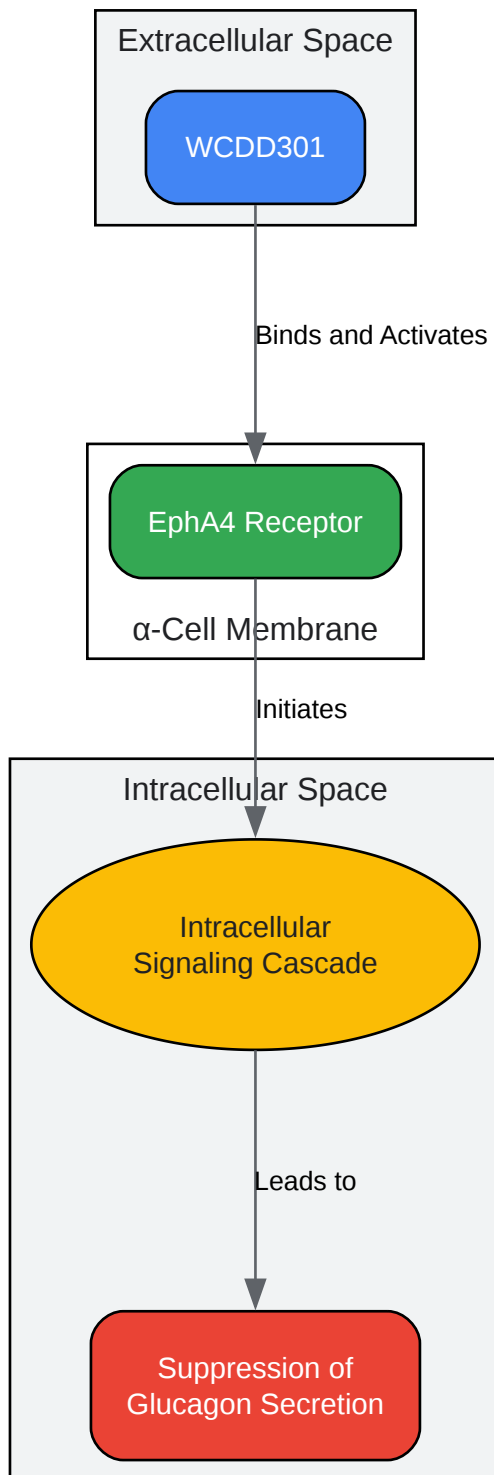 Extracellular Space
WCDD301
Binds and Activates
EphA4 Receptor
α-Cell Membrane
Initiates
Intracellular Space
Intracellular
Signaling Cascade
Leads to
Suppression of
Glucagon Secretion